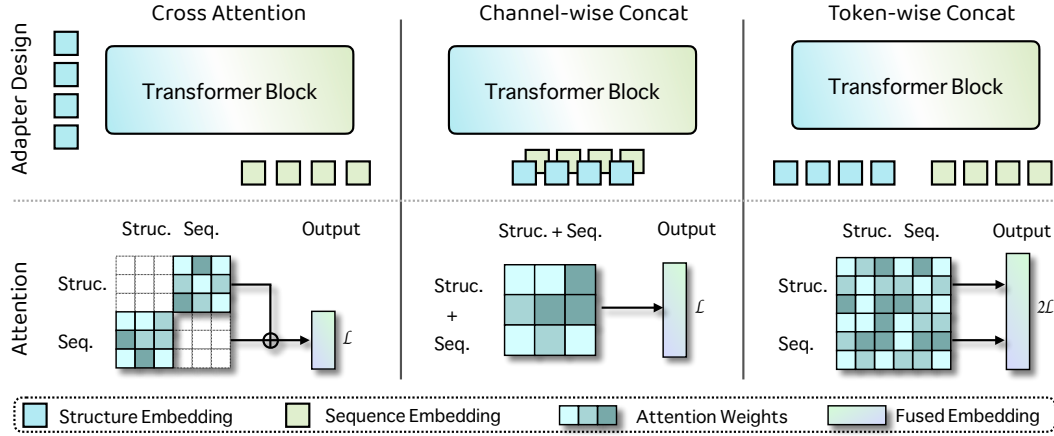 Cross Attention
Channel-wise Concat
Token-wise Concat
Adapter Design
Transformer Block
Transformer Block
Transformer Block
Attention
Struc. Seq.
Output
Struc.
Seq.
ℒ
Struc. + Seq.
Output
Struc.
+
Seq.
ℒ
Struc. Seq.
Output
Struc.
Seq.
2ℒ
Structure Embedding
Sequence Embedding
Attention Weights
Fused Embedding